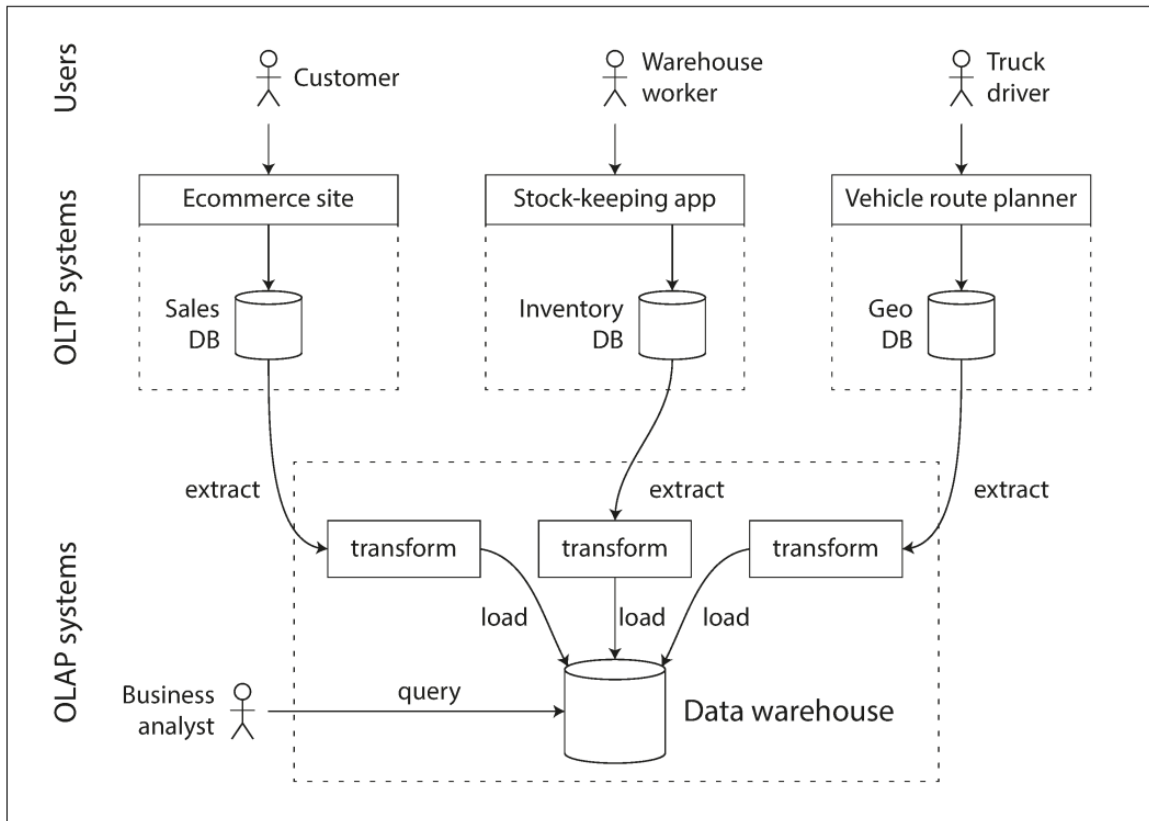 Users
Customer
Warehouse
worker
Truck
driver
OLTP systems
Ecommerce site
Stock-keeping app
Vehicle route planner
Sales
DB
Inventory
DB
Geo
DB
extract
extract
extract
OLAP systems
transform
transform
transform
load
load
load
Business
analyst
query
Data warehouse